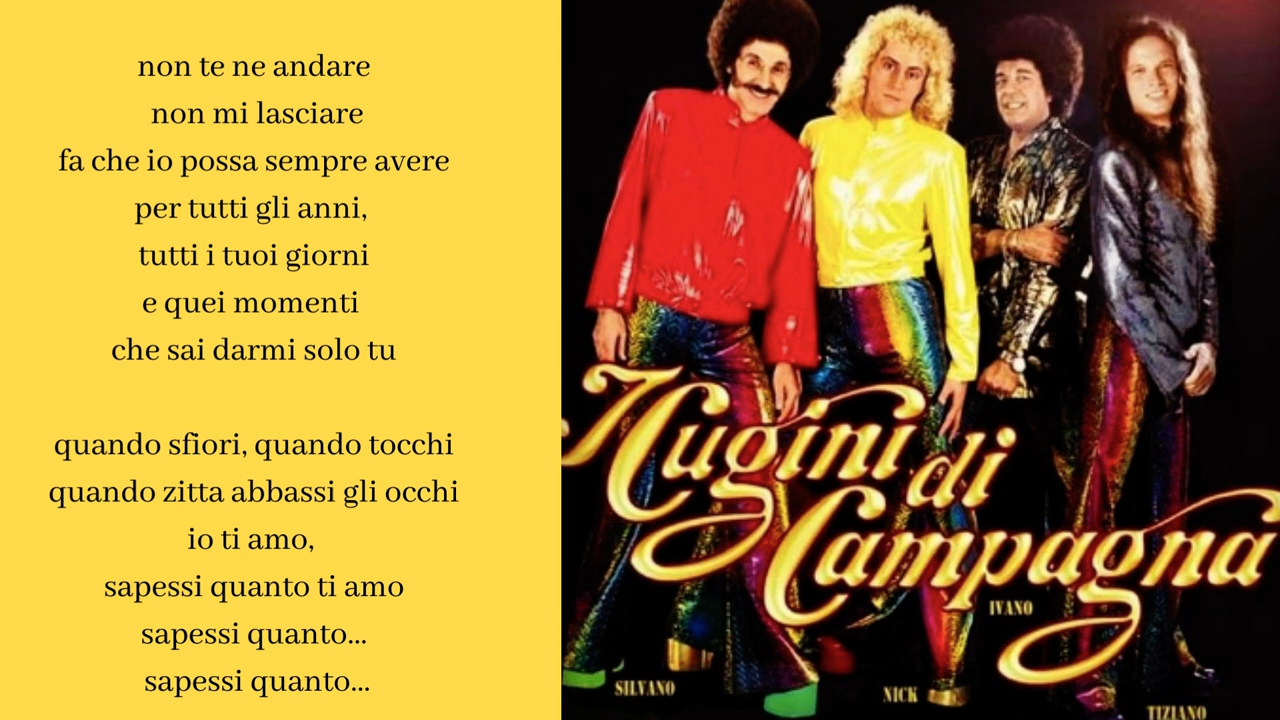 non te ne andare
non mi lasciare
fa che io possa sempre avere
per tutti gli anni,
tutti i tuoi giorni
e quei momenti
che sai darmi solo tu
quando sfiori, quando tocchi
quando zitta abbassi gli occhi
io ti amo,
sapessi quanto ti amo
sapessi quanto...
sapessi quanto...
I Cugini
di
Campagna
IVANO
SILVANO
NICK
TIZIANO